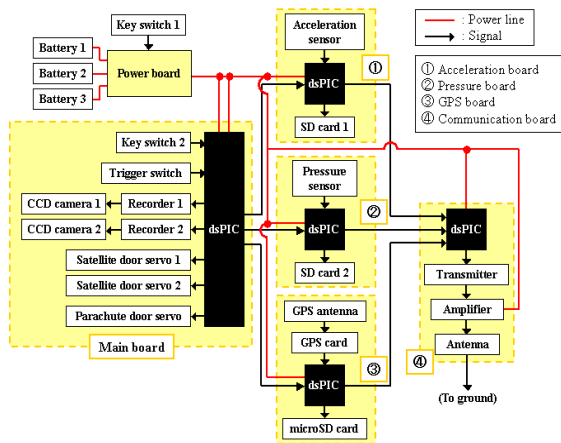 Key switch 1
Battery 1
Battery 2
Battery 3
Power board
Acceleration
sensor
①
dsPIC
SD card 1
: Power line
: Signal
① Acceleration board
② Pressure board
③ GPS board
④ Communication board
Key switch 2
Trigger switch
CCD camera 1
Recorder 1
CCD camera 2
Recorder 2
dsPIC
Satellite door servo 1
Satellite door servo 2
Parachute door servo
Main board
Pressure
sensor
②
dsPIC
SD card 2
GPS antenna
GPS card
③
dsPIC
microSD card
dsPIC
Transmitter
Amplifier
Antenna
④
(To ground)